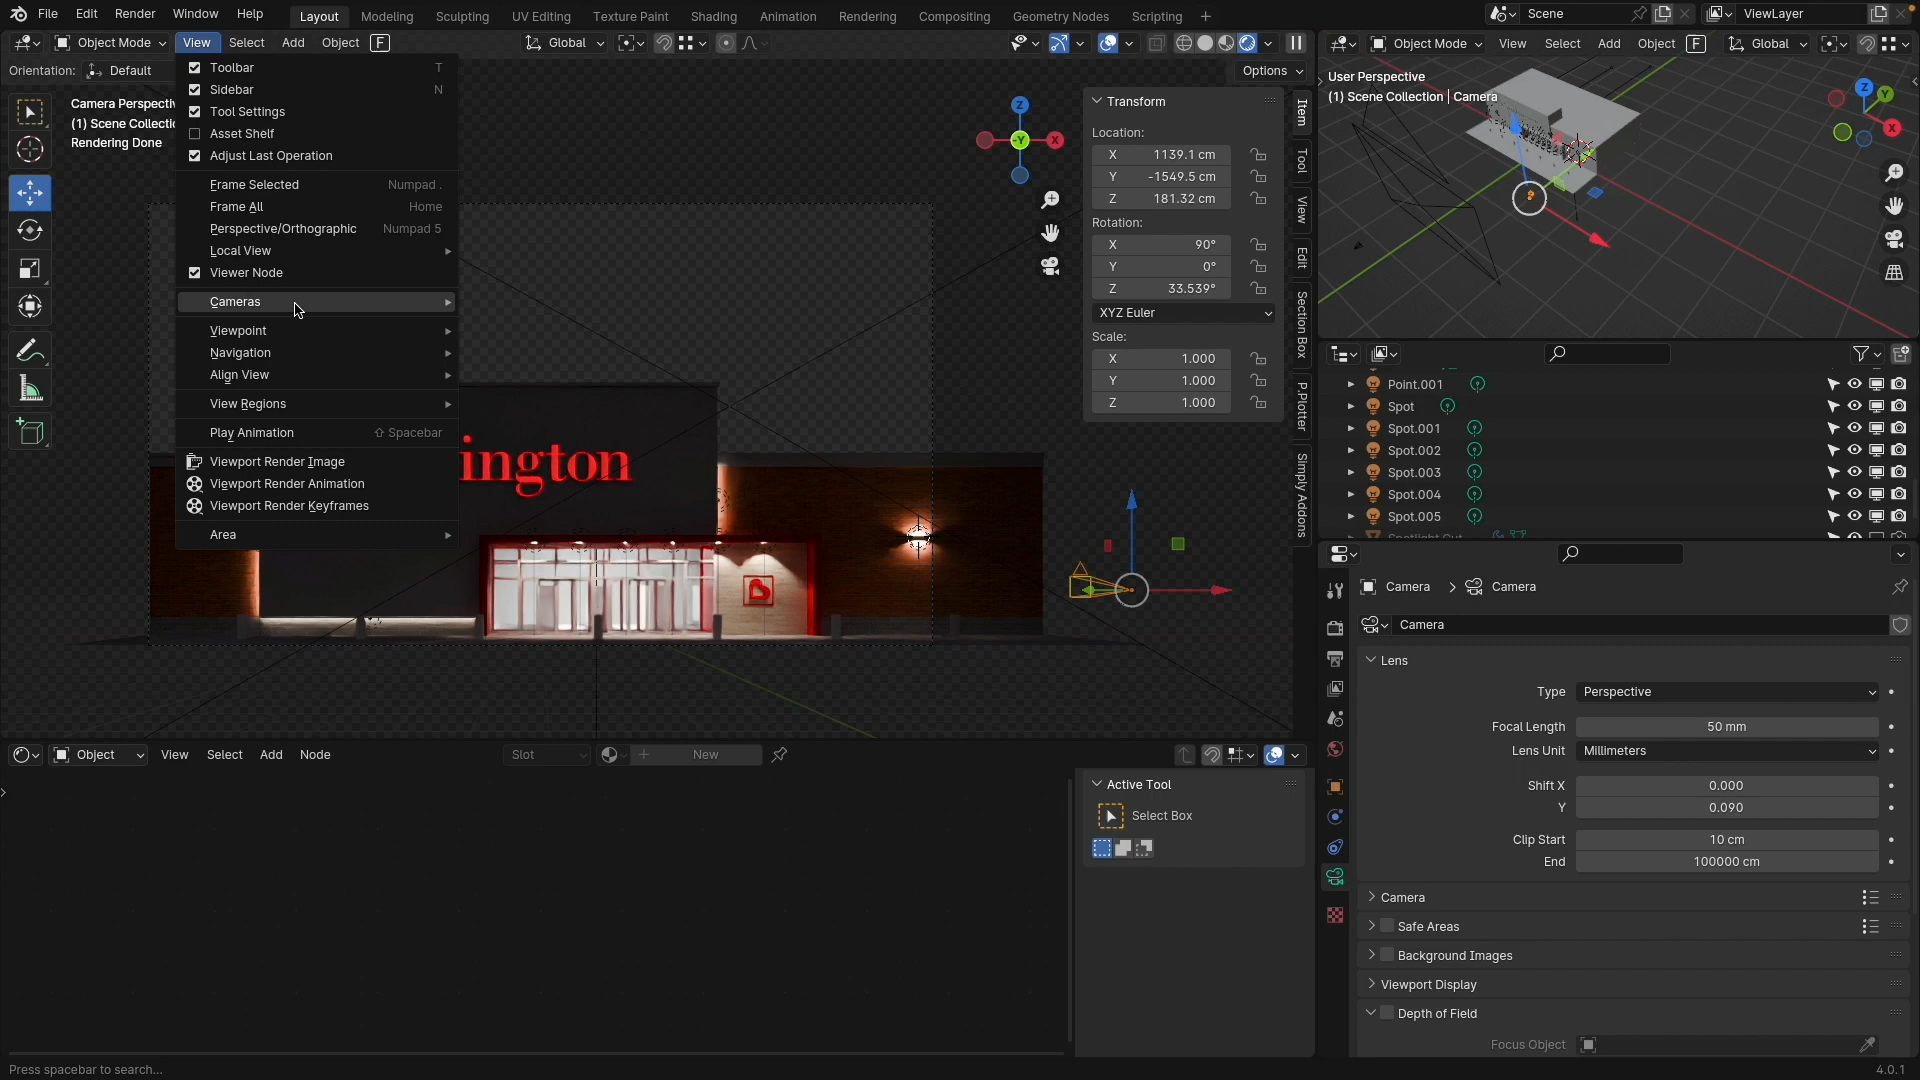 File Edit Render Window Help Layout Modeling Sculpting UV Editing Texture Paint Shading Animation Rendering Compositing Geometry Nodes Scripting + Scene ViewLayer
Object Mode View Select Add Object F Global
Object Mode View Select Add Object F Global
Orientation: Default
Options
Toolbar T
Sidebar N
Tool Settings
Asset Shelf
Adjust Last Operation
Frame Selected Numpad .
Frame All Home
Perspective/Orthographic Numpad 5
Local View
Viewer Node
Cameras
Viewpoint
Navigation
Align View
View Regions
Play Animation Spacebar
Viewport Render Image
Viewport Render Animation
Viewport Render Keyframes
Area
Camera Perspecti
(1) Scene Collectio
Rendering Done
ington
Z
-Y
X
Transform
Location:
X 1139.1 cm
Y -1549.5 cm
Z 181.32 cm
Rotation:
X 90°
Y 0°
Z 33.539°
XYZ Euler
Scale:
X 1.000
Y 1.000
Z 1.000
Item
Tool
View
Edit
Section Box
P.Plotter
Simply Addons
User Perspective
(1) Scene Collection | Camera
Z
Y
X
Point.001
Spot
Spot.001
Spot.002
Spot.003
Spot.004
Spot.005
Camera > Camera
Camera
Lens
Type Perspective
Focal Length 50 mm
Lens Unit Millimeters
Shift X 0.000
Y 0.090
Clip Start 10 cm
End 100000 cm
Camera
Safe Areas
Background Images
Viewport Display
Depth of Field
Focus Object
Object View Select Add Node Slot New
Active Tool
Select Box
Press spacebar to search...
4.0.1